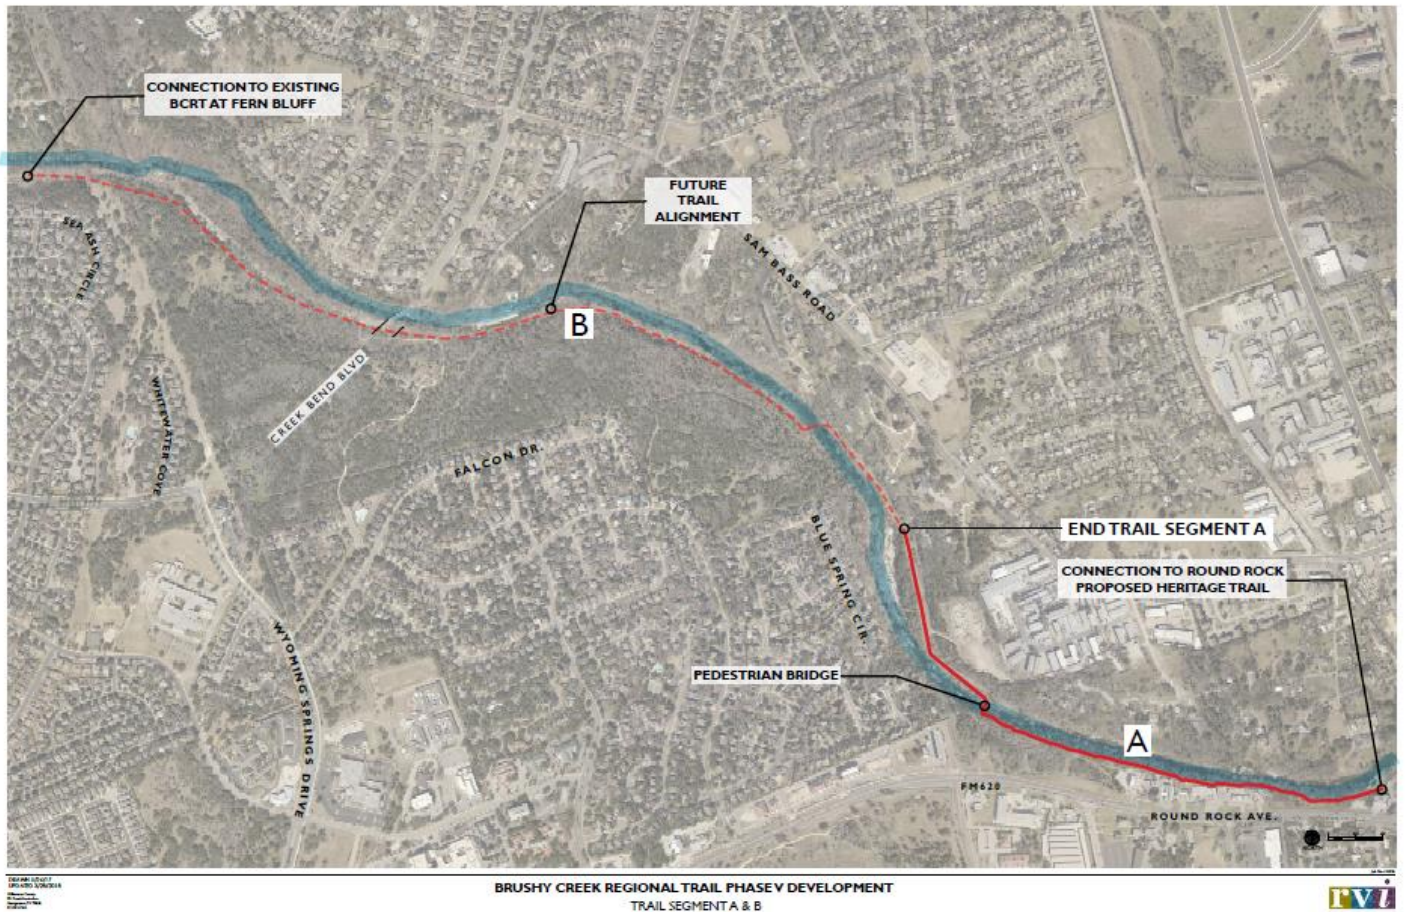 CONNECTION TO EXISTING
BCRT AT FERN BLUFF
FUTURE
TRAIL
ALIGNMENT
SAM BASS ROAD
SEA ASH CIRCLE
B
CREEK BEND BLVD.
WHITEWATER COVE
FALCON DR.
BLUE SPRING CIR.
END TRAIL SEGMENT A
CONNECTION TO ROUND ROCK
PROPOSED HERITAGE TRAIL
WYOMING SPRINGS DRIVE
PEDESTRIAN BRIDGE
A
FM620
ROUND ROCK AVE.
BRUSHY CREEK REGIONAL TRAIL PHASE V DEVELOPMENT
TRAIL SEGMENT A & B
rvi